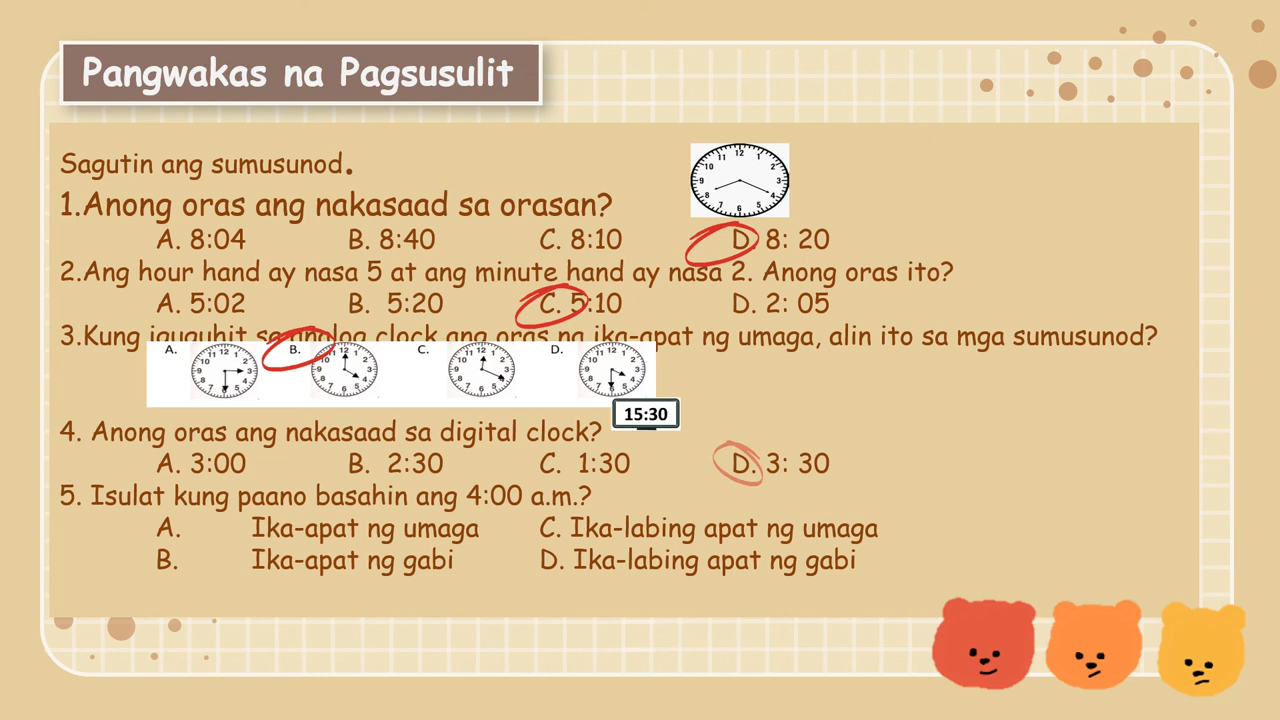 Pangwakas na Pagsusulit
Sagutin ang sumusunod.
1.Anong oras ang nakasaad sa orasan?
A. 8:04 B. 8:40 C. 8:10 D. 8: 20
2.Ang hour hand ay nasa 5 at ang minute hand ay nasa 2. Anong oras ito?
A. 5:02 B. 5:20 C. 5:10 D. 2: 05
3.Kung iguguhit sa analog clock ang oras na ika-apat ng umaga, alin ito sa mga sumusunod?
A. B. C. D.
15:30
4. Anong oras ang nakasaad sa digital clock?
A. 3:00 B. 2:30 C. 1:30 D. 3: 30
5. Isulat kung paano basahin ang 4:00 a.m.?
A. Ika-apat ng umaga C. Ika-labing apat ng umaga
B. Ika-apat ng gabi D. Ika-labing apat ng gabi